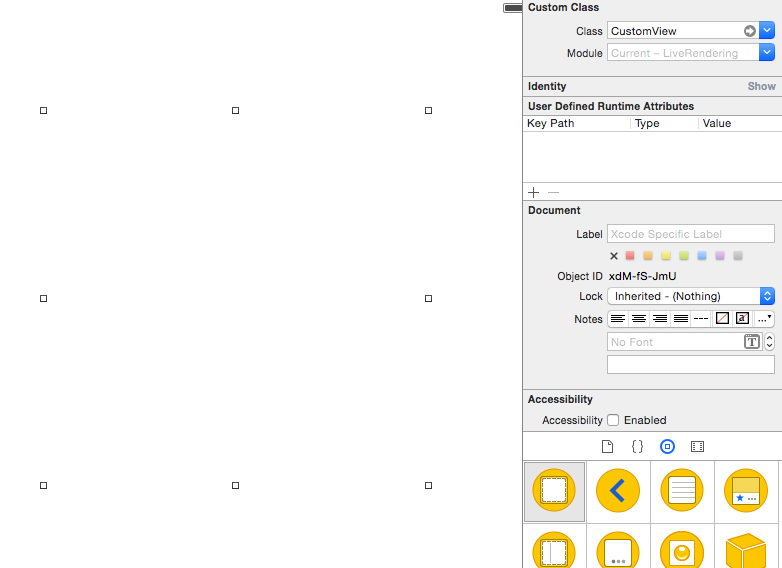 Custom Class
Class CustomView
Module Current – LiveRendering
Identity Show
User Defined Runtime Attributes
Key Path Type Value
Document
Label Xcode Specific Label
Object ID xdM-fS-JmU
Lock Inherited - (Nothing)
Notes a ...
No Font T
Accessibility
Accessibility Enabled
{}